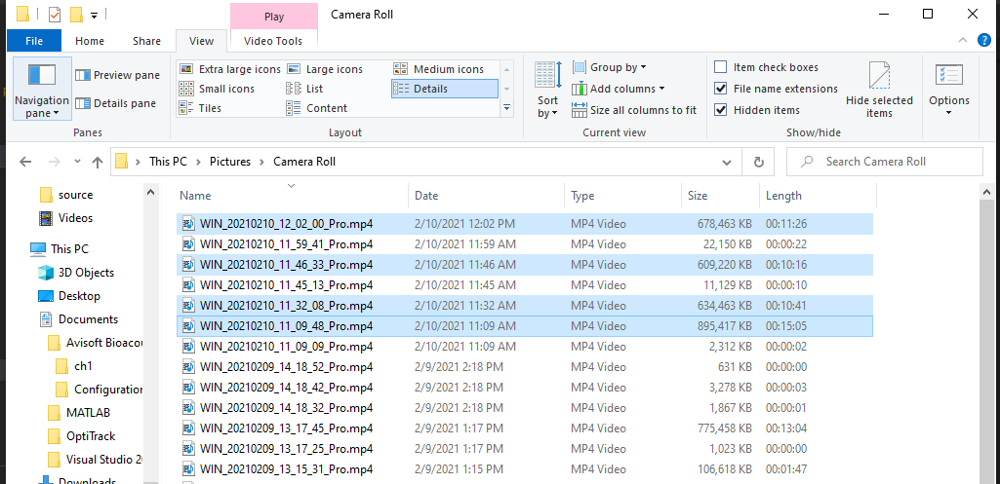 Play
Camera Roll
File
Home
Share
View
Video Tools
Navigation pane
Preview pane
Details pane
Panes
Extra large icons
Large icons
Medium icons
Small icons
List
Details
Tiles
Content
Layout
Sort by
Group by
Add columns
Size all columns to fit
Current view
Item check boxes
File name extensions
Hidden items
Hide selected items
Show/hide
Options
This PC > Pictures > Camera Roll
Search Camera Roll
source
Videos
This PC
3D Objects
Desktop
Documents
Avisoft Bioacou
ch1
Configuration
MATLAB
OptiTrack
Visual Studio 20
Downloads
Name Date Type Size Length
WIN_20210210_12_02_00_Pro.mp4 2/10/2021 12:02 PM MP4 Video 678,463 KB 00:11:26
WIN_20210210_11_59_41_Pro.mp4 2/10/2021 11:59 AM MP4 Video 22,150 KB 00:00:22
WIN_20210210_11_46_33_Pro.mp4 2/10/2021 11:46 AM MP4 Video 609,220 KB 00:10:16
WIN_20210210_11_45_13_Pro.mp4 2/10/2021 11:45 AM MP4 Video 11,129 KB 00:00:10
WIN_20210210_11_32_08_Pro.mp4 2/10/2021 11:32 AM MP4 Video 634,463 KB 00:10:41
WIN_20210210_11_09_48_Pro.mp4 2/10/2021 11:09 AM MP4 Video 895,417 KB 00:15:05
WIN_20210210_11_09_09_Pro.mp4 2/10/2021 11:09 AM MP4 Video 2,312 KB 00:00:02
WIN_20210209_14_18_52_Pro.mp4 2/9/2021 2:18 PM MP4 Video 631 KB 00:00:00
WIN_20210209_14_18_42_Pro.mp4 2/9/2021 2:18 PM MP4 Video 3,278 KB 00:00:03
WIN_20210209_14_18_32_Pro.mp4 2/9/2021 2:18 PM MP4 Video 1,867 KB 00:00:01
WIN_20210209_13_17_45_Pro.mp4 2/9/2021 1:17 PM MP4 Video 775,458 KB 00:13:04
WIN_20210209_13_17_25_Pro.mp4 2/9/2021 1:17 PM MP4 Video 1,023 KB 00:00:00
WIN_20210209_13_15_31_Pro.mp4 2/9/2021 1:15 PM MP4 Video 106,618 KB 00:01:47